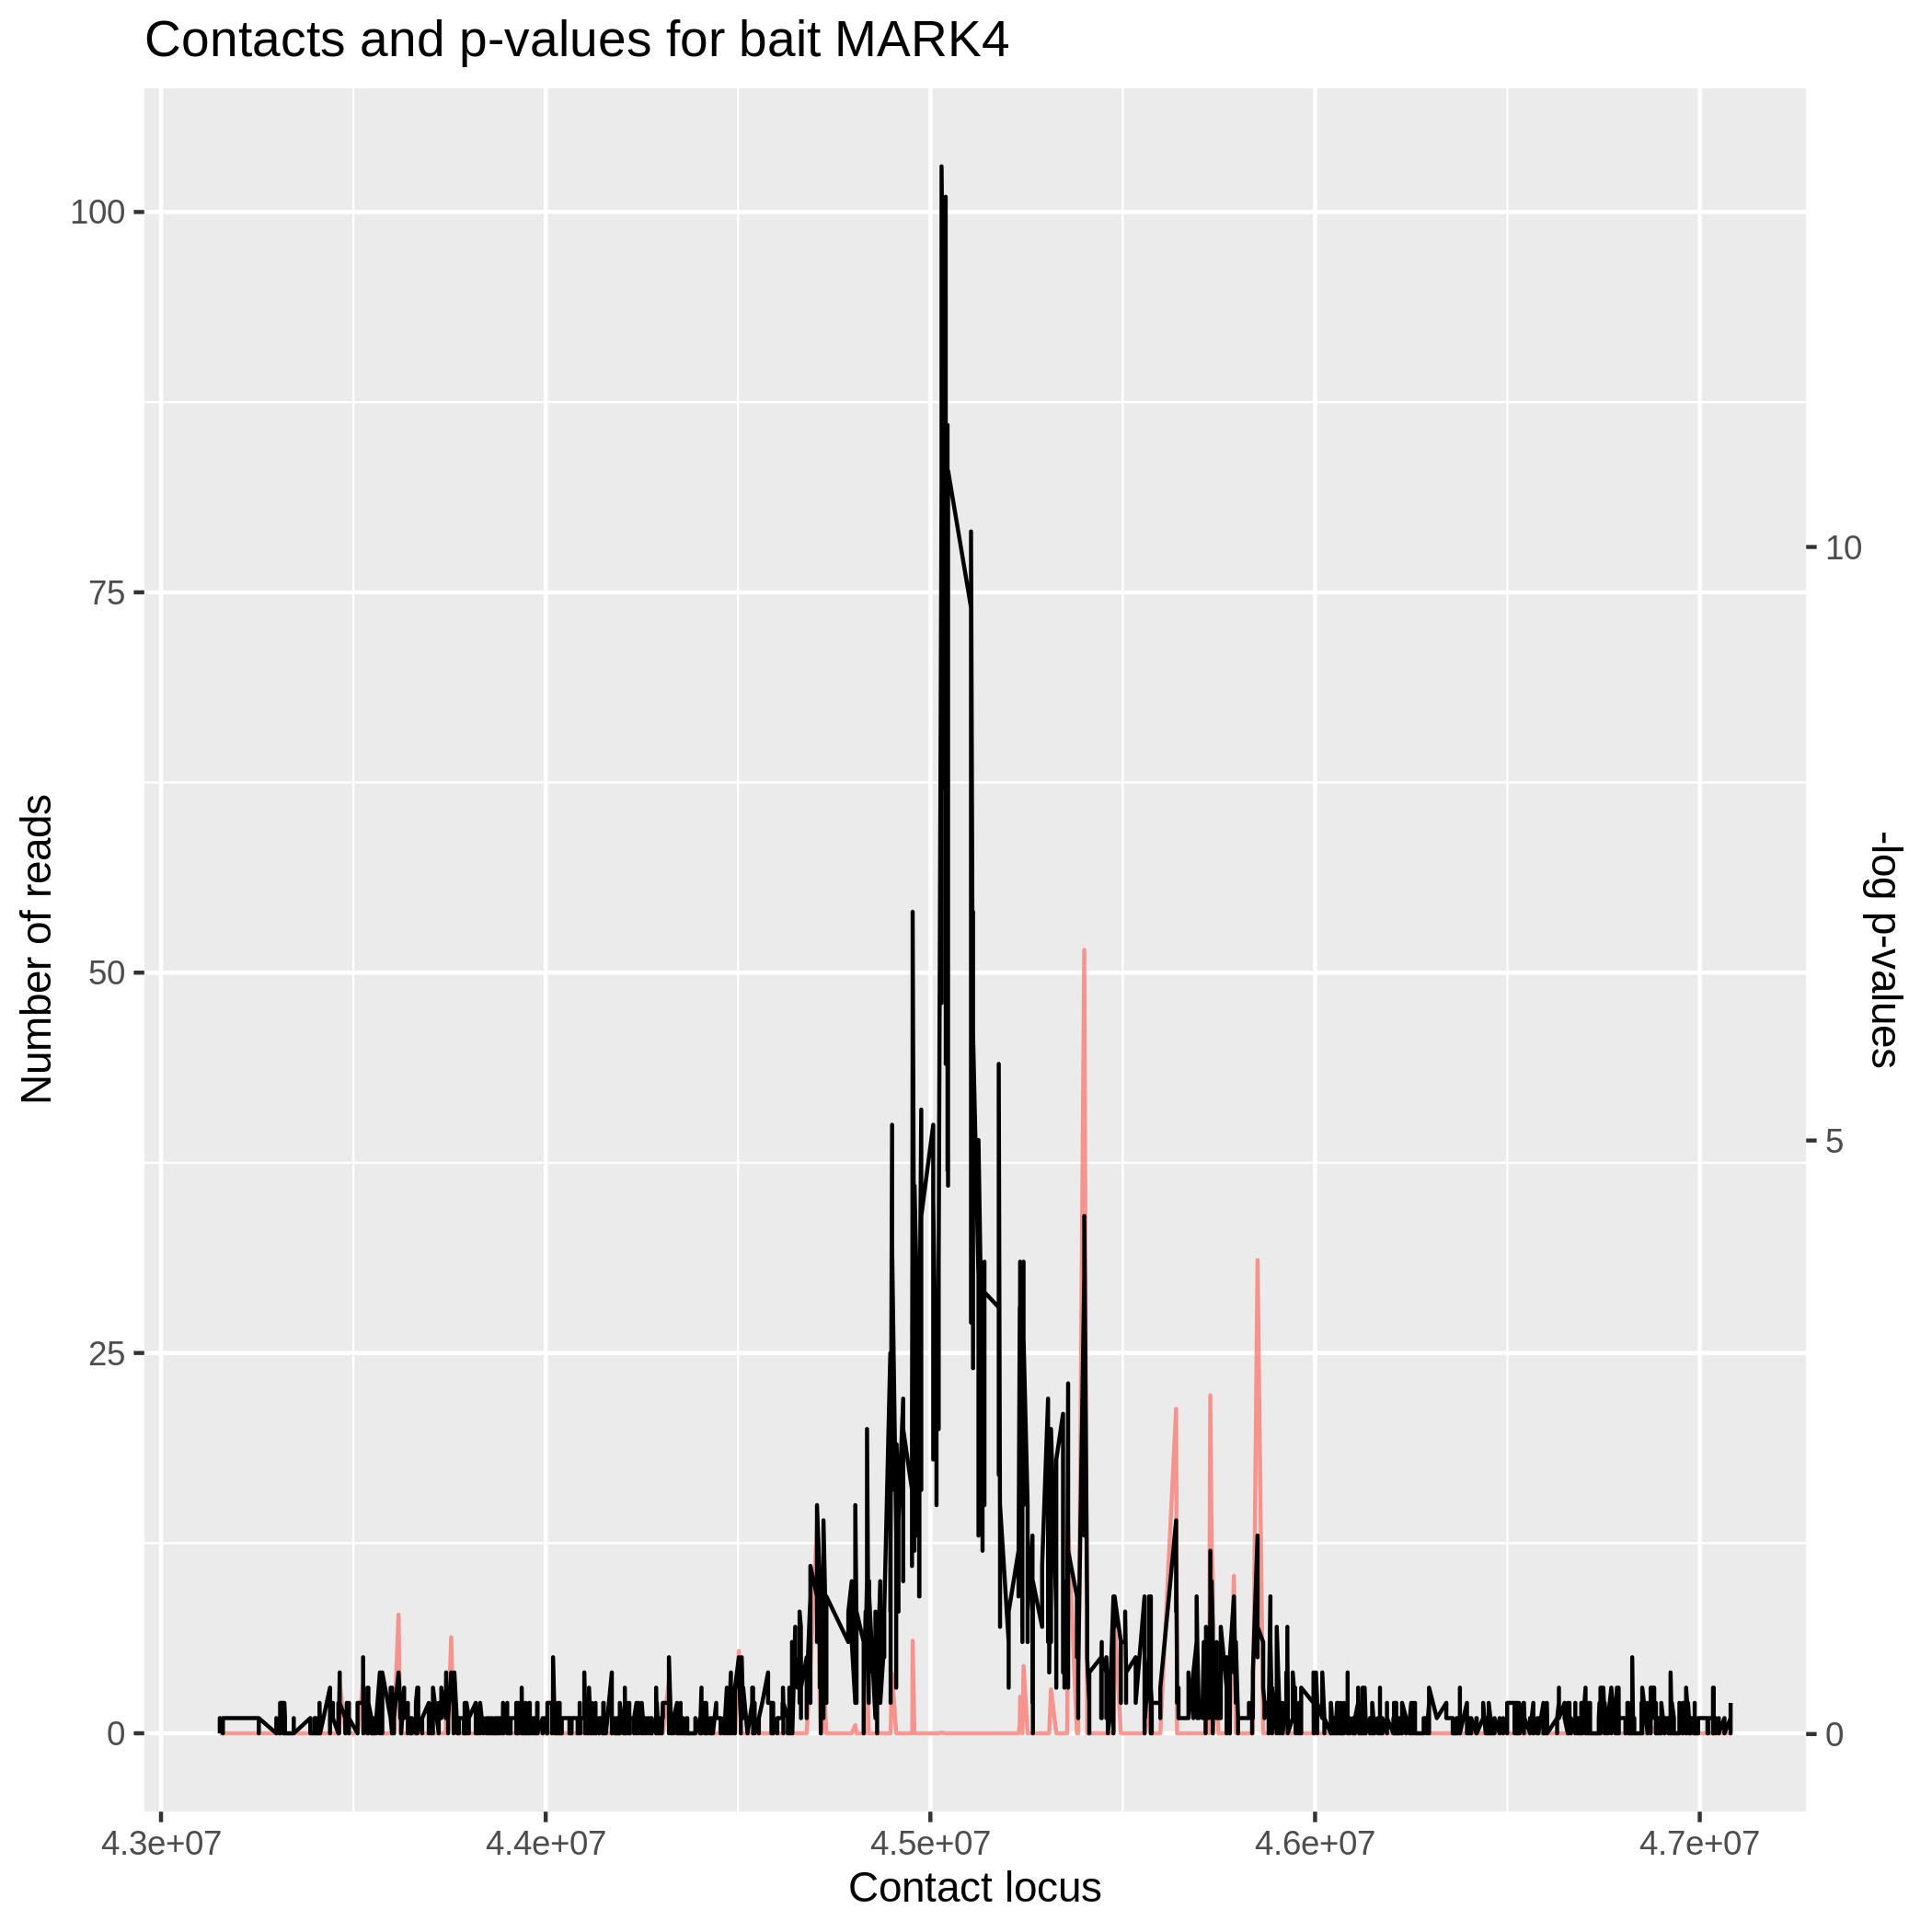 Contacts and p-values for bait MARK4
Number of reads
100
75
50
25
0
10
5
0
-log p-values
4.3e+07 4.4e+07 4.5e+07 4.6e+07 4.7e+07
Contact locus